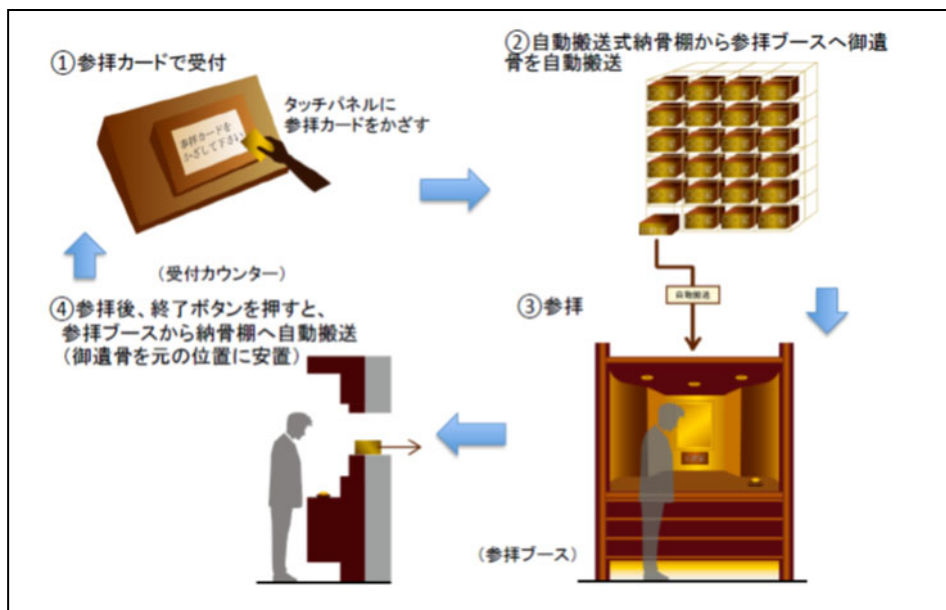 ①参拝カードで受付
タッチパネルに
参拝カードをかざす
参拝カードを
かざして下さい
(受付カウンター)
②自動搬送式納骨棚から参拝ブースへ御遺
骨を自動搬送
自動搬送
③参拝
(参拝ブース)
④参拝後、終了ボタンを押すと、
参拝ブースから納骨棚へ自動搬送
(御遺骨を元の位置に安置)